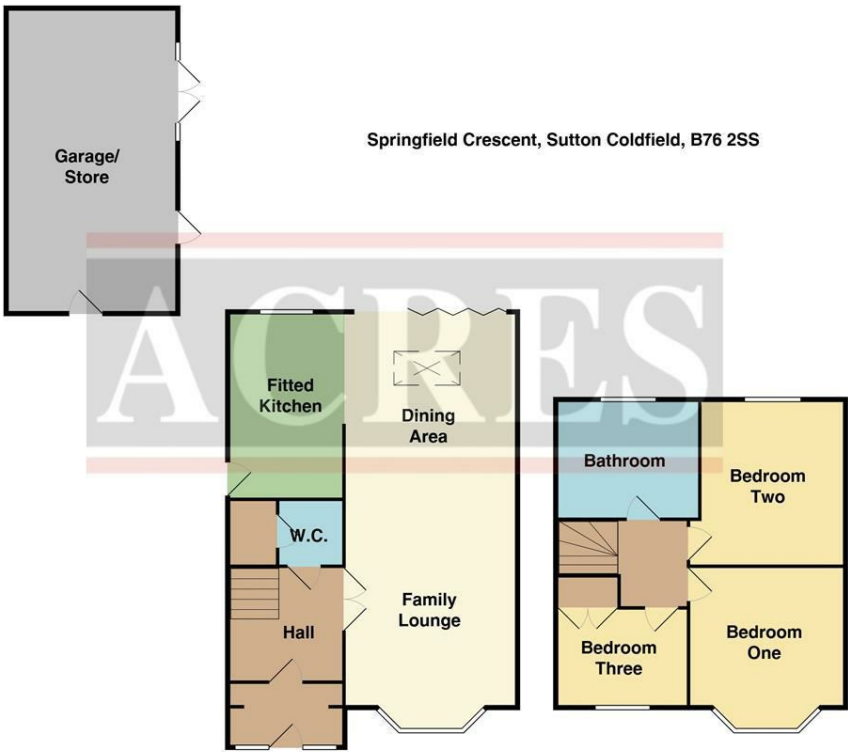 Springfield Crescent, Sutton Coldfield, B76 2SS
Garage/
Store
ACRES
Fitted
Kitchen
Dining
Area
W.C.
Family
Lounge
Hall
Bathroom
Bedroom
Two
Bedroom
Three
Bedroom
One